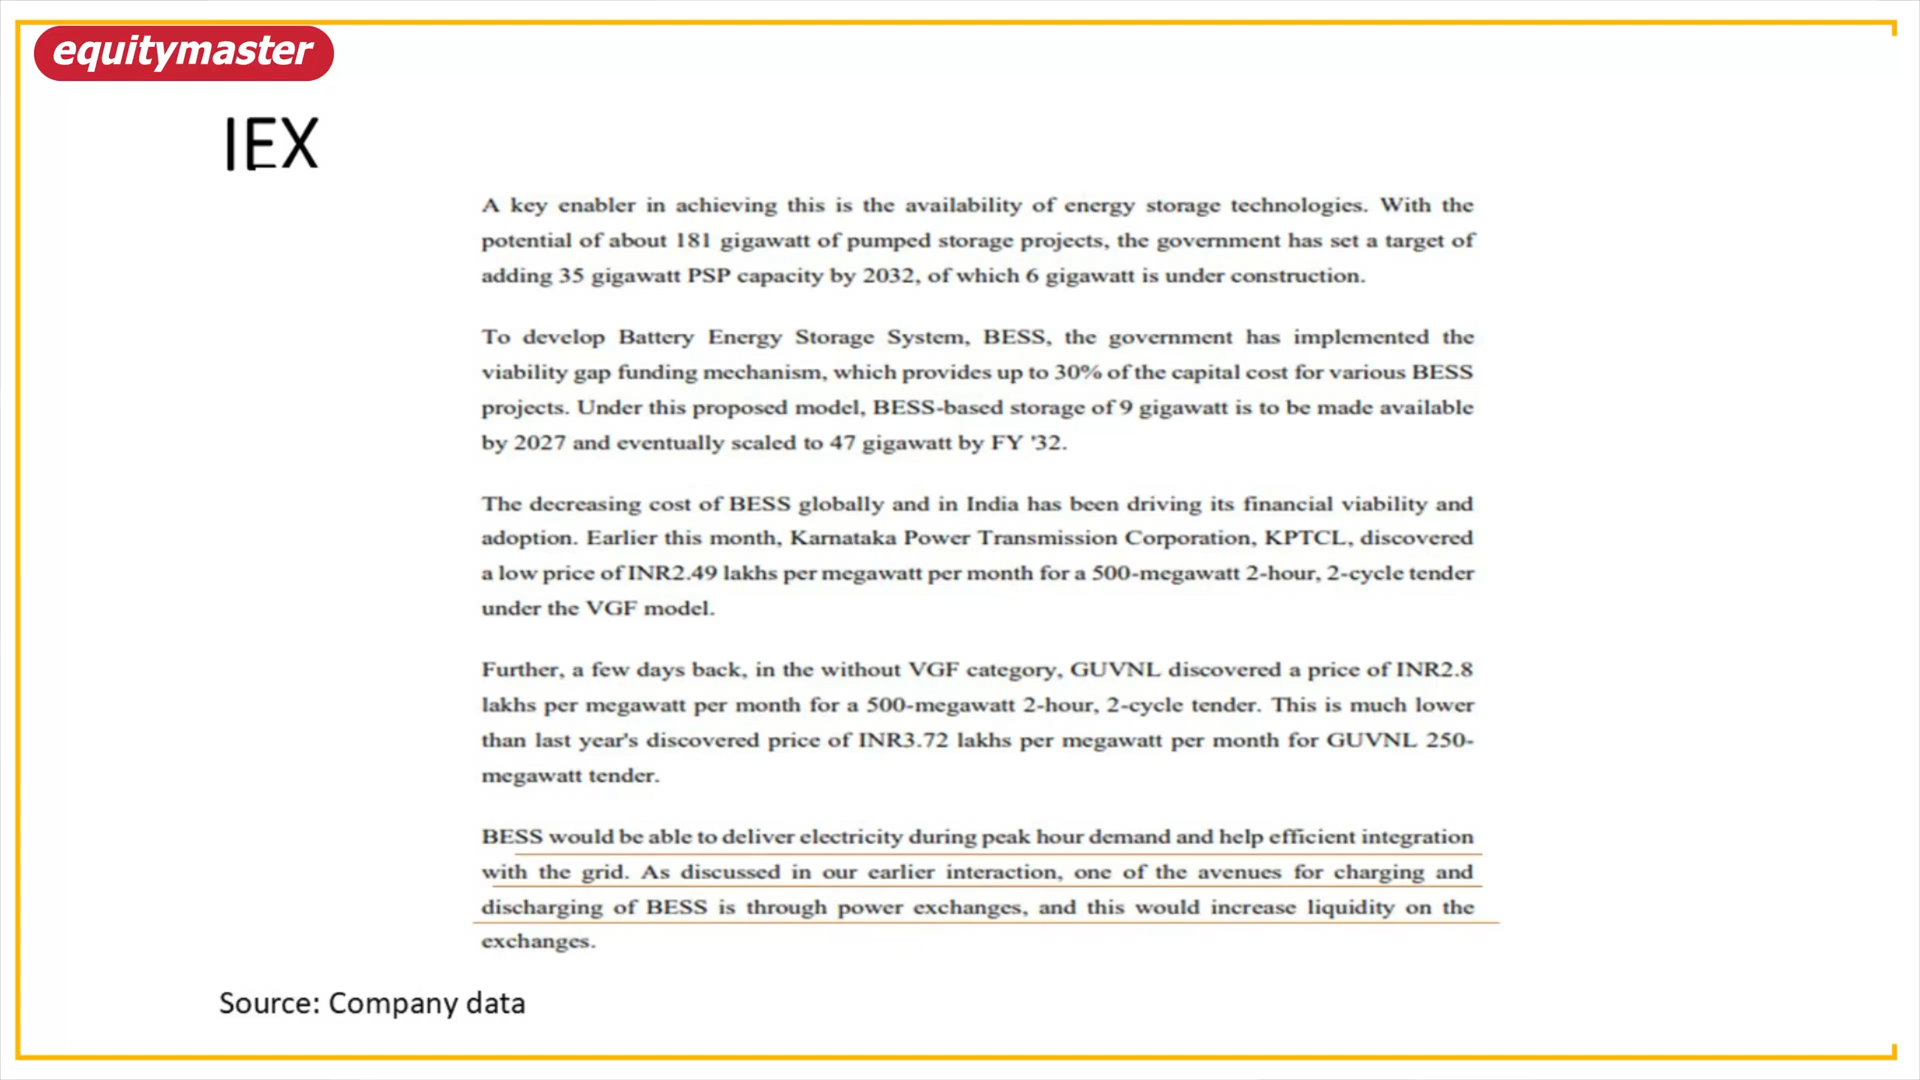 equitymaster
IEX
A key enabler in achieving this is the availability of energy storage technologies. With the
potential of about 181 gigawatt of pumped storage projects, the government has set a target of
adding 35 gigawatt PSP capacity by 2032, of which 6 gigawatt is under construction.
To develop Battery Energy Storage System, BESS, the government has implemented the
viability gap funding mechanism, which provides up to 30% of the capital cost for various BESS
projects. Under this proposed model, BESS-based storage of 9 gigawatt is to be made available
by 2027 and eventually scaled to 47 gigawatt by FY '32.
The decreasing cost of BESS globally and in India has been driving its financial viability and
adoption. Earlier this month, Karnataka Power Transmission Corporation, KPTCL, discovered
a low price of INR2.49 lakhs per megawatt per month for a 500-megawatt 2-hour, 2-cycle tender
under the VGF model.
Further, a few days back, in the without VGF category, GUVNL discovered a price of INR2.8
lakhs per megawatt per month for a 500-megawatt 2-hour, 2-cycle tender. This is much lower
than last year's discovered price of INR3.72 lakhs per megawatt per month for GUVNL 250-
megawatt tender.
BESS would be able to deliver electricity during peak hour demand and help efficient integration
with the grid. As discussed in our earlier interaction, one of the avenues for charging and
discharging of BESS is through power exchanges, and this would increase liquidity on the
exchanges.
Source: Company data